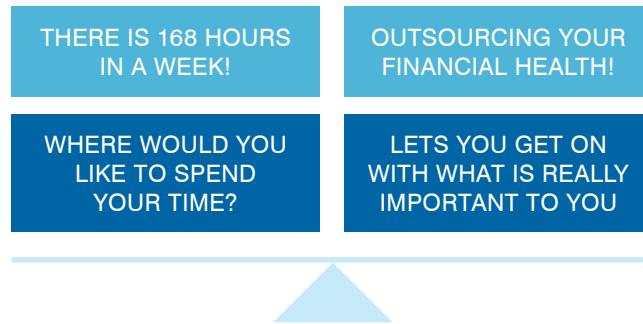 THERE IS 168 HOURS
IN A WEEK!
OUTSOURCING YOUR
FINANCIAL HEALTH!
WHERE WOULD YOU
LIKE TO SPEND
YOUR TIME?
LETS YOU GET ON
WITH WHAT IS REALLY
IMPORTANT TO YOU